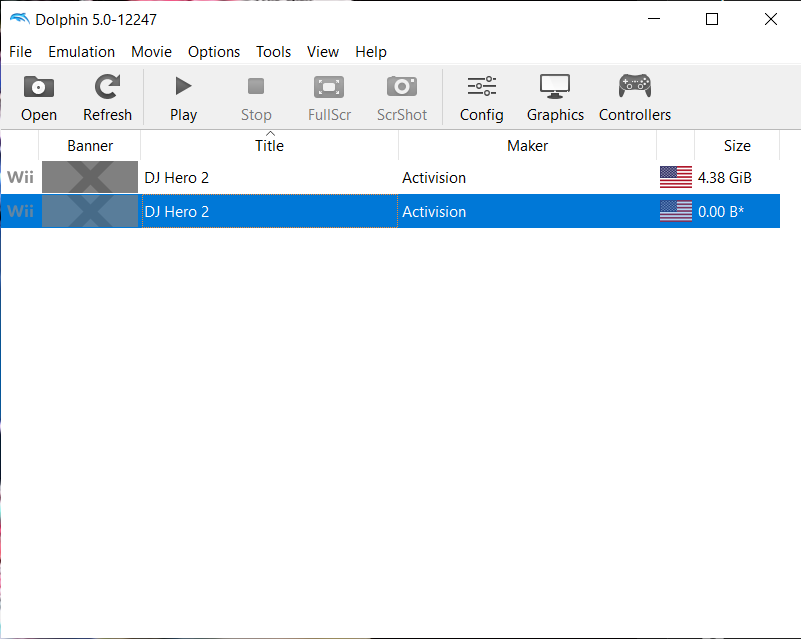 Dolphin 5.0-12247
File Emulation Movie Options Tools View Help
Open Refresh Play Stop FullScr ScrShot Config Graphics Controllers
Banner Title Maker Size
Wii DJ Hero 2 Activision 4.38 GiB
Wii DJ Hero 2 Activision 0.00 B*